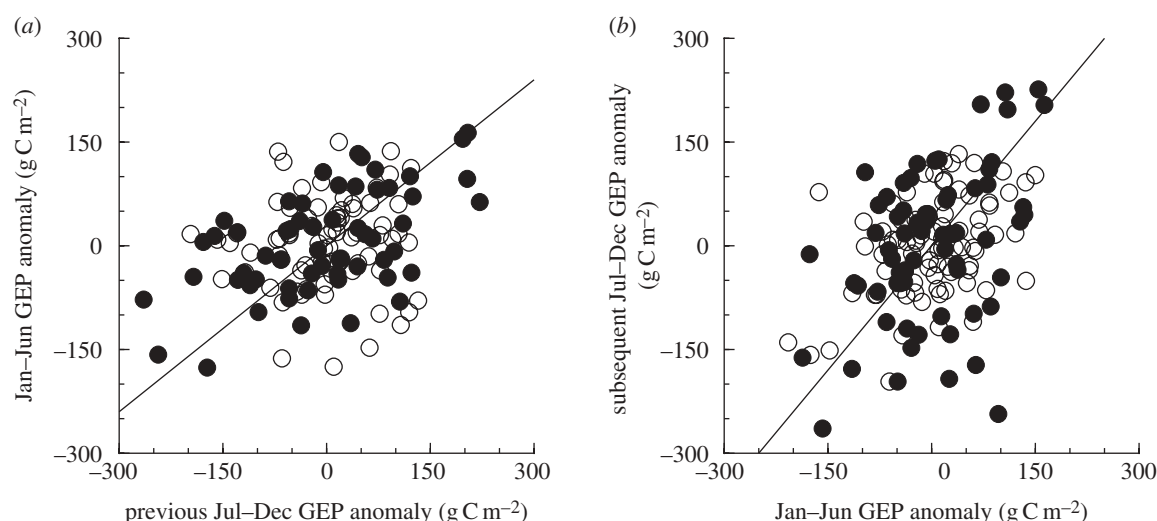 (a)
300
150
0
–150
–300
–300
–150
0
150
300
Jan–Jun GEP anomaly (g C m–2)
previous Jul–Dec GEP anomaly (g C m–2)
(b)
300
150
0
–150
–300
–300
–150
0
150
300
subsequent Jul–Dec GEP anomaly
(g C m–2)
Jan–Jun GEP anomaly (g C m–2)